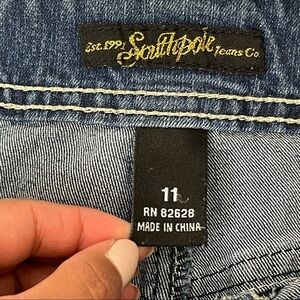 Est. 1991 Southpole Jeans Co.
11
RN 82628
MADE IN CHINA